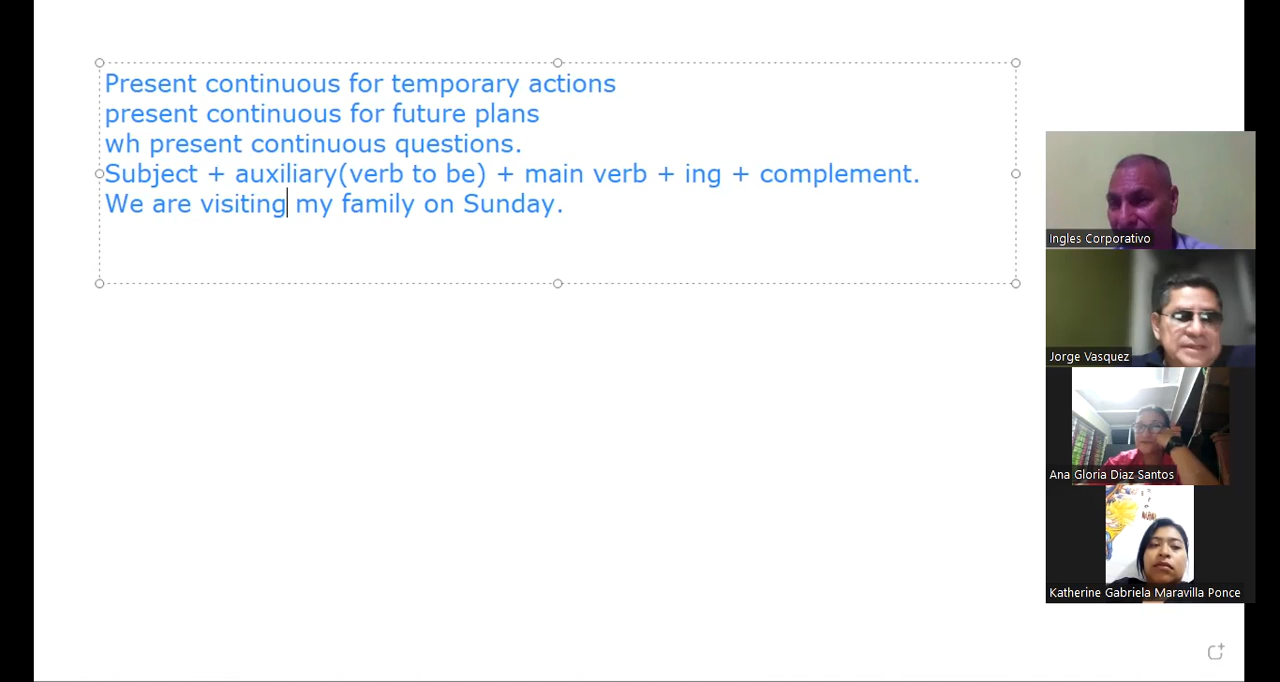 Present continuous for temporary actions
present continuous for future plans
wh present continuous questions.
Subject + auxiliary(verb to be) + main verb + ing + complement.
We are visiting my family on Sunday.
Ingles Corporativo
Jorge Vasquez
Ana Gloria Diaz Santos
Katherine Gabriela Maravilla Ponce